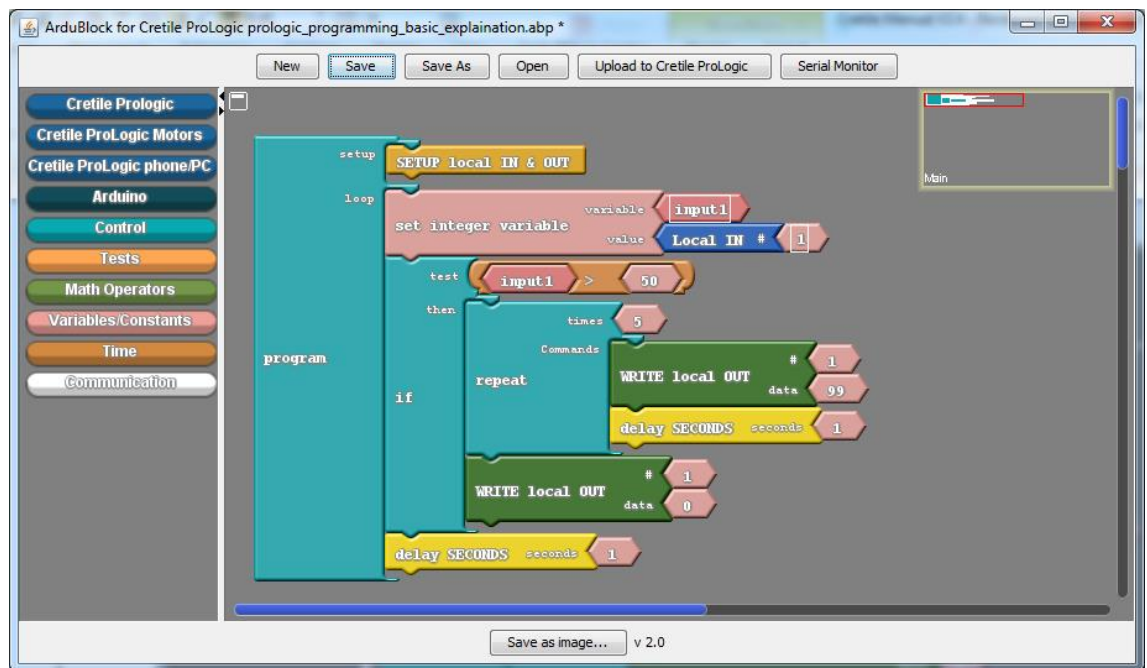 ArduBlock for Cretile ProLogic prologic_programming_basic_explaination.abp *
New Save Save As Open Upload to Cretile ProLogic Serial Monitor
Cretile Prologic
Cretile ProLogic Motors
Cretile ProLogic phone/PC
Arduino
Control
Tests
Math Operators
Variables/Constants
Time
Communication
Main
program
setup
SETUP local IN & OUT
loop
set integer variable
variable input1
value Local IN # 1
if
test input1 > 50
then
repeat
times 5
Commands
WRITE local OUT
# 1
data 99
delay SECONDS seconds 1
WRITE local OUT
# 1
data 0
delay SECONDS seconds 1
Save as image... v 2.0